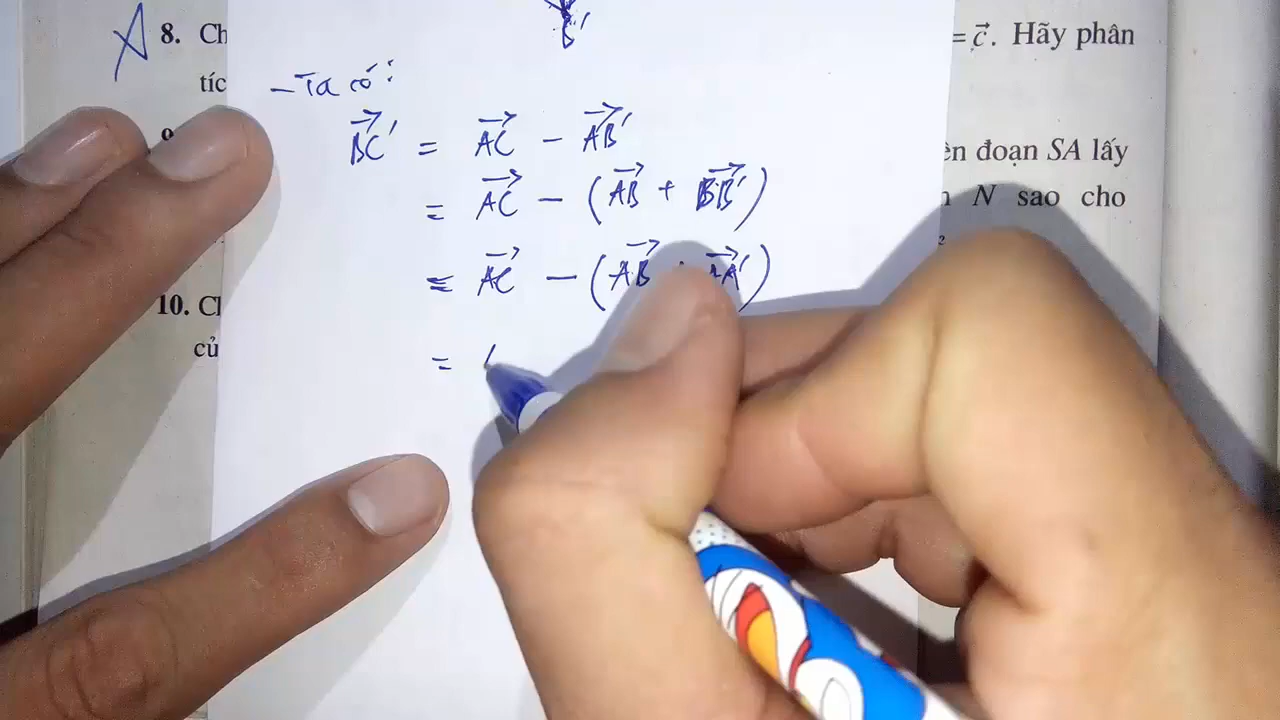 B'
8. Ch
= c⃗. Hãy phân
tíc
- Ta có:
BC'⃗ = AC⃗ - AB'⃗
ên đoạn SA lấy
= AC⃗ - (AB⃗ + BB'⃗)
N sao cho
= AC⃗ - (AB⃗ + AA'⃗)
10. Cl
củ
=